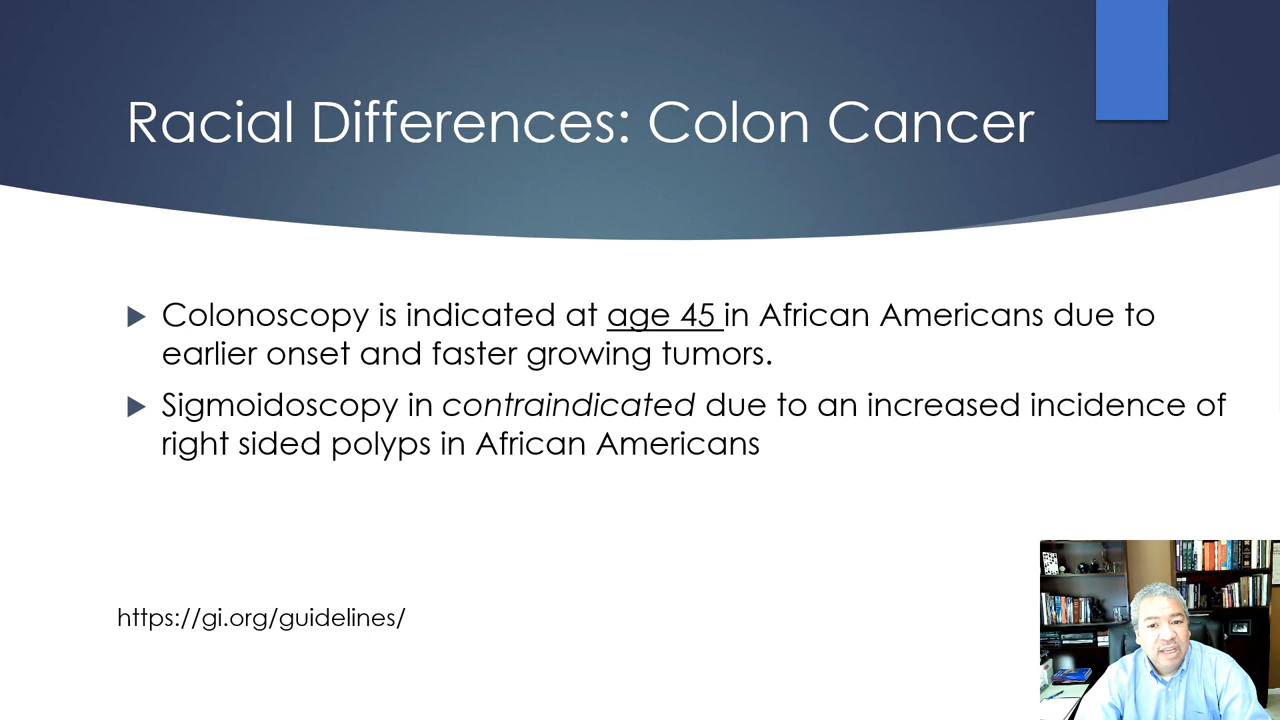 Racial Differences: Colon Cancer
Colonoscopy is indicated at age 45 in African Americans due to
earlier onset and faster growing tumors.
Sigmoidoscopy in contraindicated due to an increased incidence of
right sided polyps in African Americans
https://gi.org/guidelines/